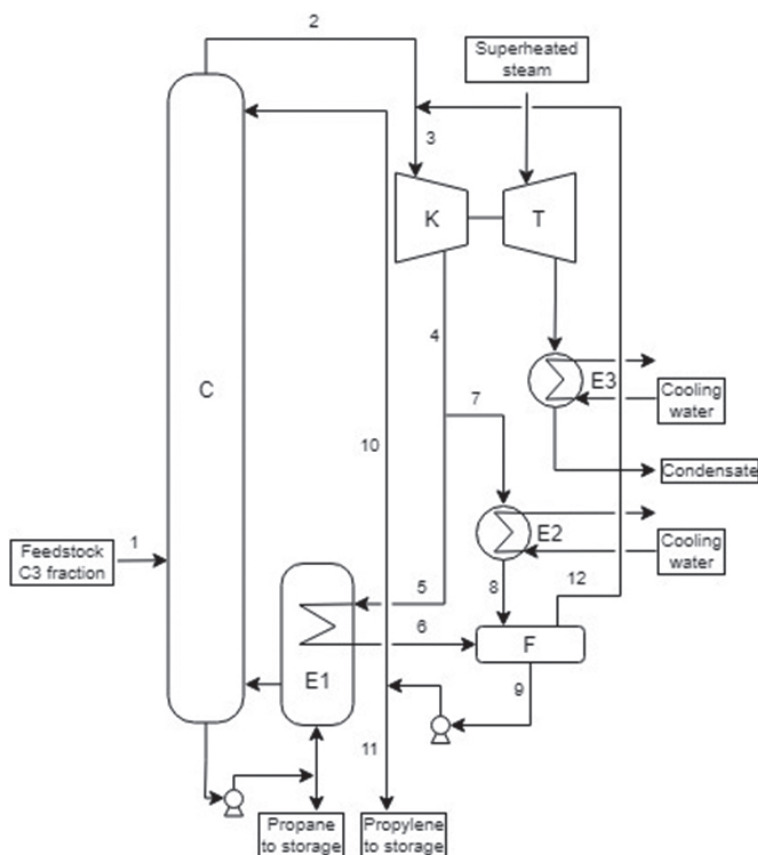 2
Superheated
steam
3
K
T
4
E3
Cooling
water
7
C
10
Condensate
1
Feedstock
C3 fraction
E2
Cooling
water
5
8
12
6
F
E1
9
11
Propane
to storage
Propylene
to storage